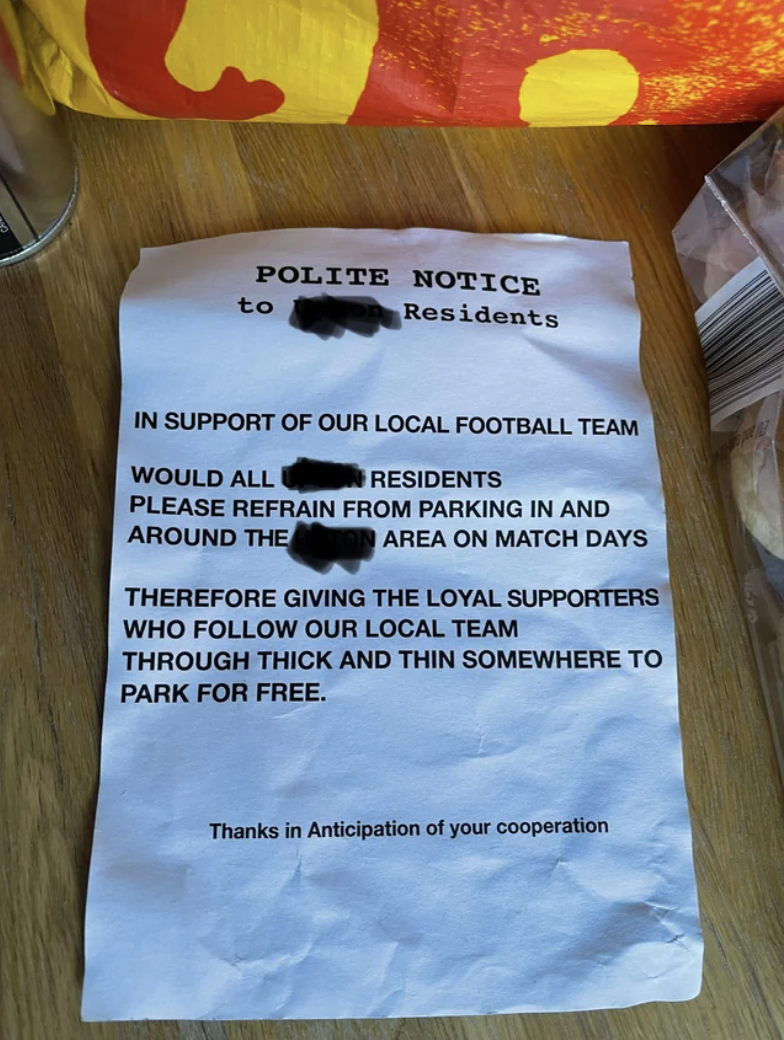 POLITE NOTICE
to Residents
IN SUPPORT OF OUR LOCAL FOOTBALL TEAM
WOULD ALL RESIDENTS
PLEASE REFRAIN FROM PARKING IN AND
AROUND THE AREA ON MATCH DAYS
THEREFORE GIVING THE LOYAL SUPPORTERS
WHO FOLLOW OUR LOCAL TEAM
THROUGH THICK AND THIN SOMEWHERE TO
PARK FOR FREE.
Thanks in Anticipation of your cooperation